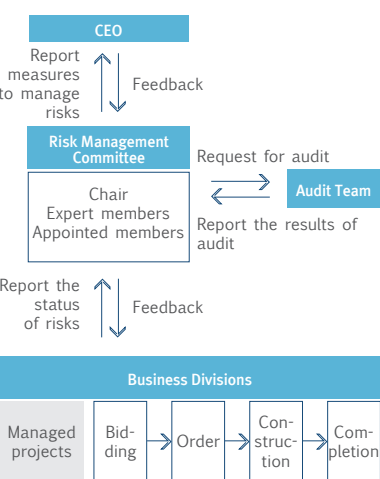 CEO
Report
measures
to manage
risks
Feedback
Risk Management
Committee
Chair
Expert members
Appointed members
Request for audit
Audit Team
Report the results of
audit
Report the
status
of risks
Feedback
Business Divisions
Managed
projects
Bid-
ding
Order
Con-
struc-
tion
Com-
pletion